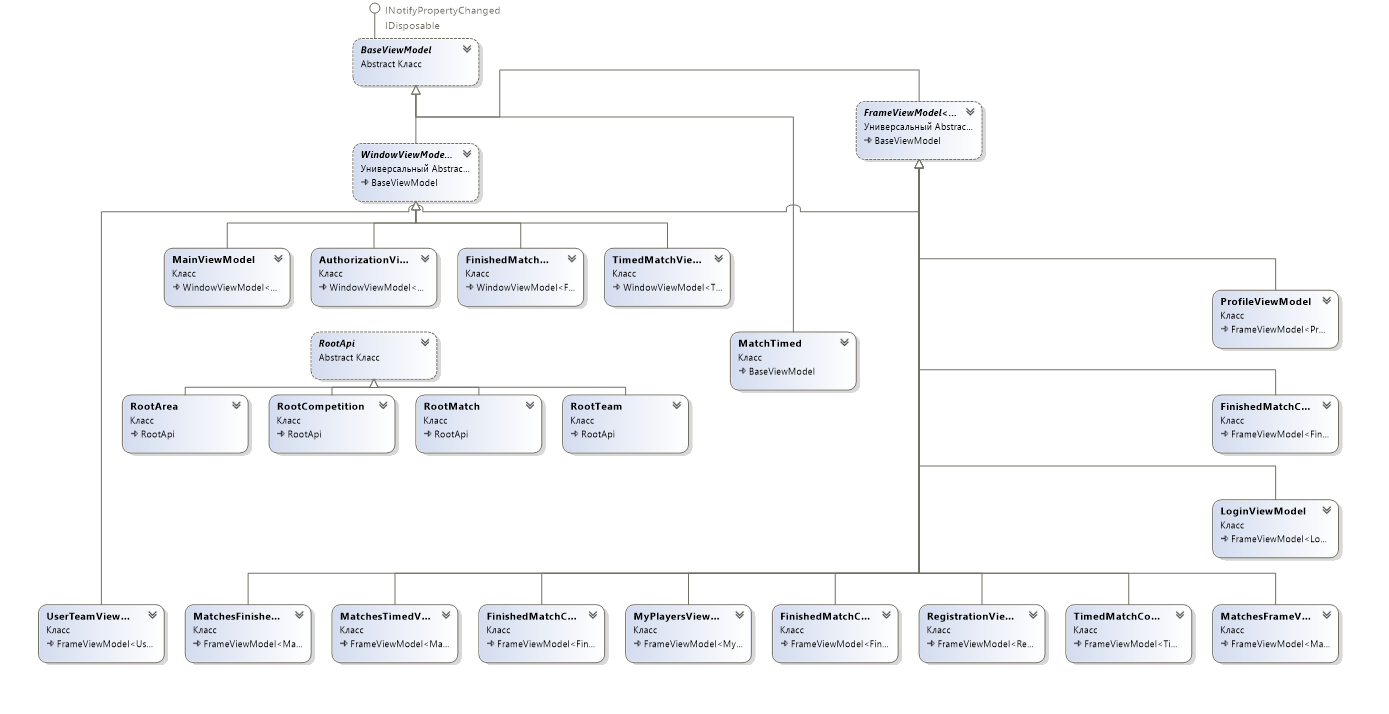 INotifyPropertyChanged
IDisposable
BaseViewModel
Abstract Класс
FrameViewModel<...
Универсальный Abstrac...
BaseViewModel
WindowViewMode...
Универсальный Abstrac...
BaseViewModel
MainViewModel
Класс
WindowViewModel<...
AuthorizationVi...
Класс
WindowViewModel<...
FinishedMatch...
Класс
WindowViewModel<F...
TimedMatchVie...
Класс
WindowViewModel<T...
ProfileViewModel
Класс
FrameViewModel<Pr...
RootApi
Abstract Класс
MatchTimed
Класс
BaseViewModel
RootArea
Класс
RootApi
RootCompetition
Класс
RootApi
RootMatch
Класс
RootApi
RootTeam
Класс
RootApi
FinishedMatchC...
Класс
FrameViewModel<Fin...
LoginViewModel
Класс
FrameViewModel<Lo...
UserTeamView...
Класс
FrameViewModel<Us...
MatchesFinishe...
Класс
FrameViewModel<Ma...
MatchesTimedV...
Класс
FrameViewModel<Ma...
FinishedMatchC...
Класс
FrameViewModel<Fin...
MyPlayersView...
Класс
FrameViewModel<My...
FinishedMatchC...
Класс
FrameViewModel<Fin...
RegistrationVie...
Класс
FrameViewModel<Re...
TimedMatchCo...
Класс
FrameViewModel<Ti...
MatchesFrameV...
Класс
FrameViewModel<Ma...